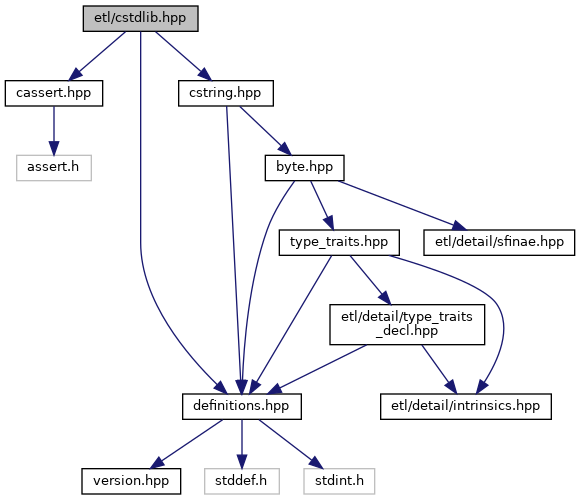 etl/cstdlib.hpp
cassert.hpp
cstring.hpp
assert.h
byte.hpp
type_traits.hpp
etl/detail/sfinae.hpp
etl/detail/type_traits
_decl.hpp
definitions.hpp
etl/detail/intrinsics.hpp
version.hpp
stddef.h
stdint.h